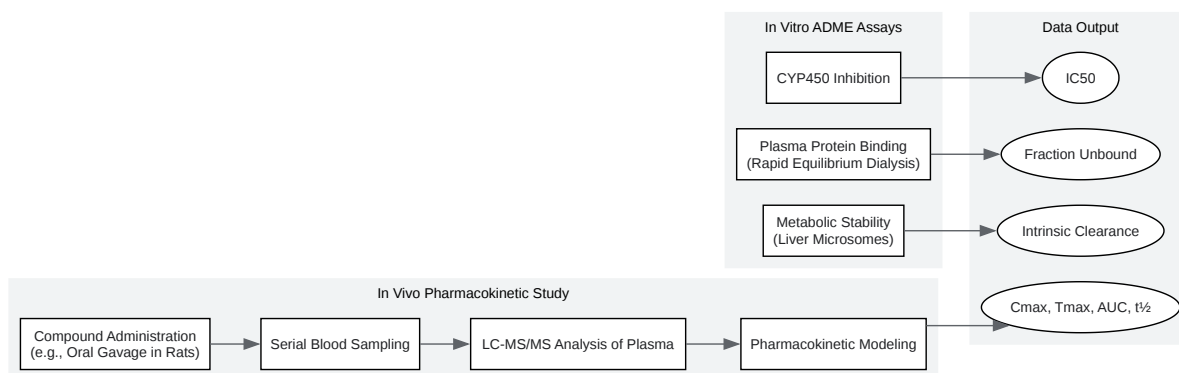 In Vitro ADME Assays
Data Output
CYP450 Inhibition
IC50
Plasma Protein Binding
(Rapid Equilibrium Dialysis)
Fraction Unbound
Metabolic Stability
(Liver Microsomes)
Intrinsic Clearance
In Vivo Pharmacokinetic Study
Cmax, Tmax, AUC, t½
Compound Administration
(e.g., Oral Gavage in Rats)
Serial Blood Sampling
LC-MS/MS Analysis of Plasma
Pharmacokinetic Modeling